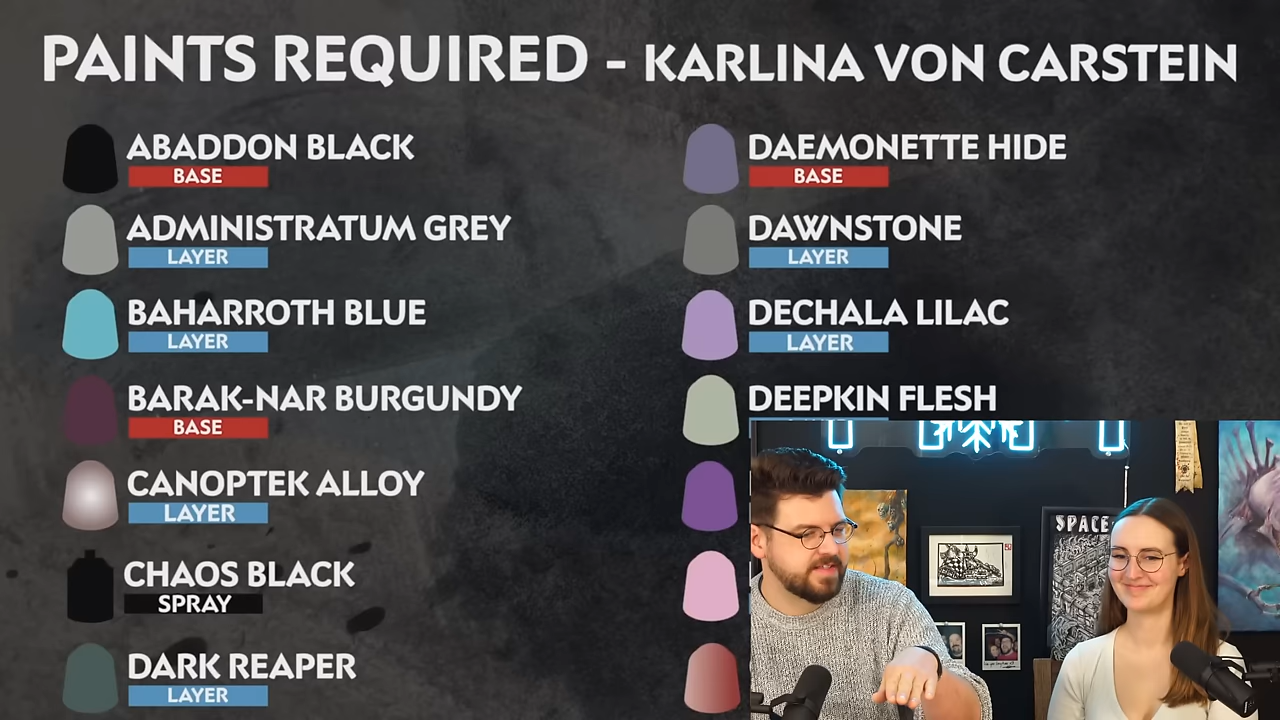 PAINTS REQUIRED - KARLINA VON CARSTEIN
ABADDON BLACK
BASE
ADMINISTRATUM GREY
LAYER
BAHARROTH BLUE
LAYER
BARAK-NAR BURGUNDY
BASE
CANOPTEK ALLOY
LAYER
CHAOS BLACK
SPRAY
DARK REAPER
LAYER
DAEMONETTE HIDE
BASE
DAWNSTONE
LAYER
DECHALA LILAC
LAYER
DEEPKIN FLESH
SPACE